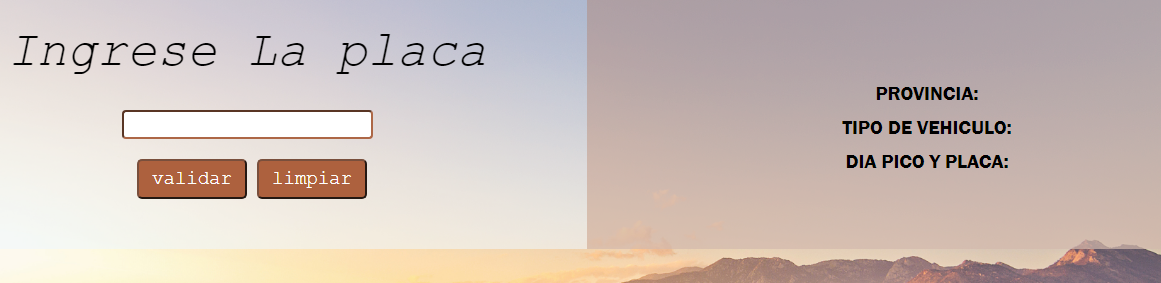 Ingrese La placa
validar limpiar
PROVINCIA:
TIPO DE VEHICULO:
DIA PICO Y PLACA: